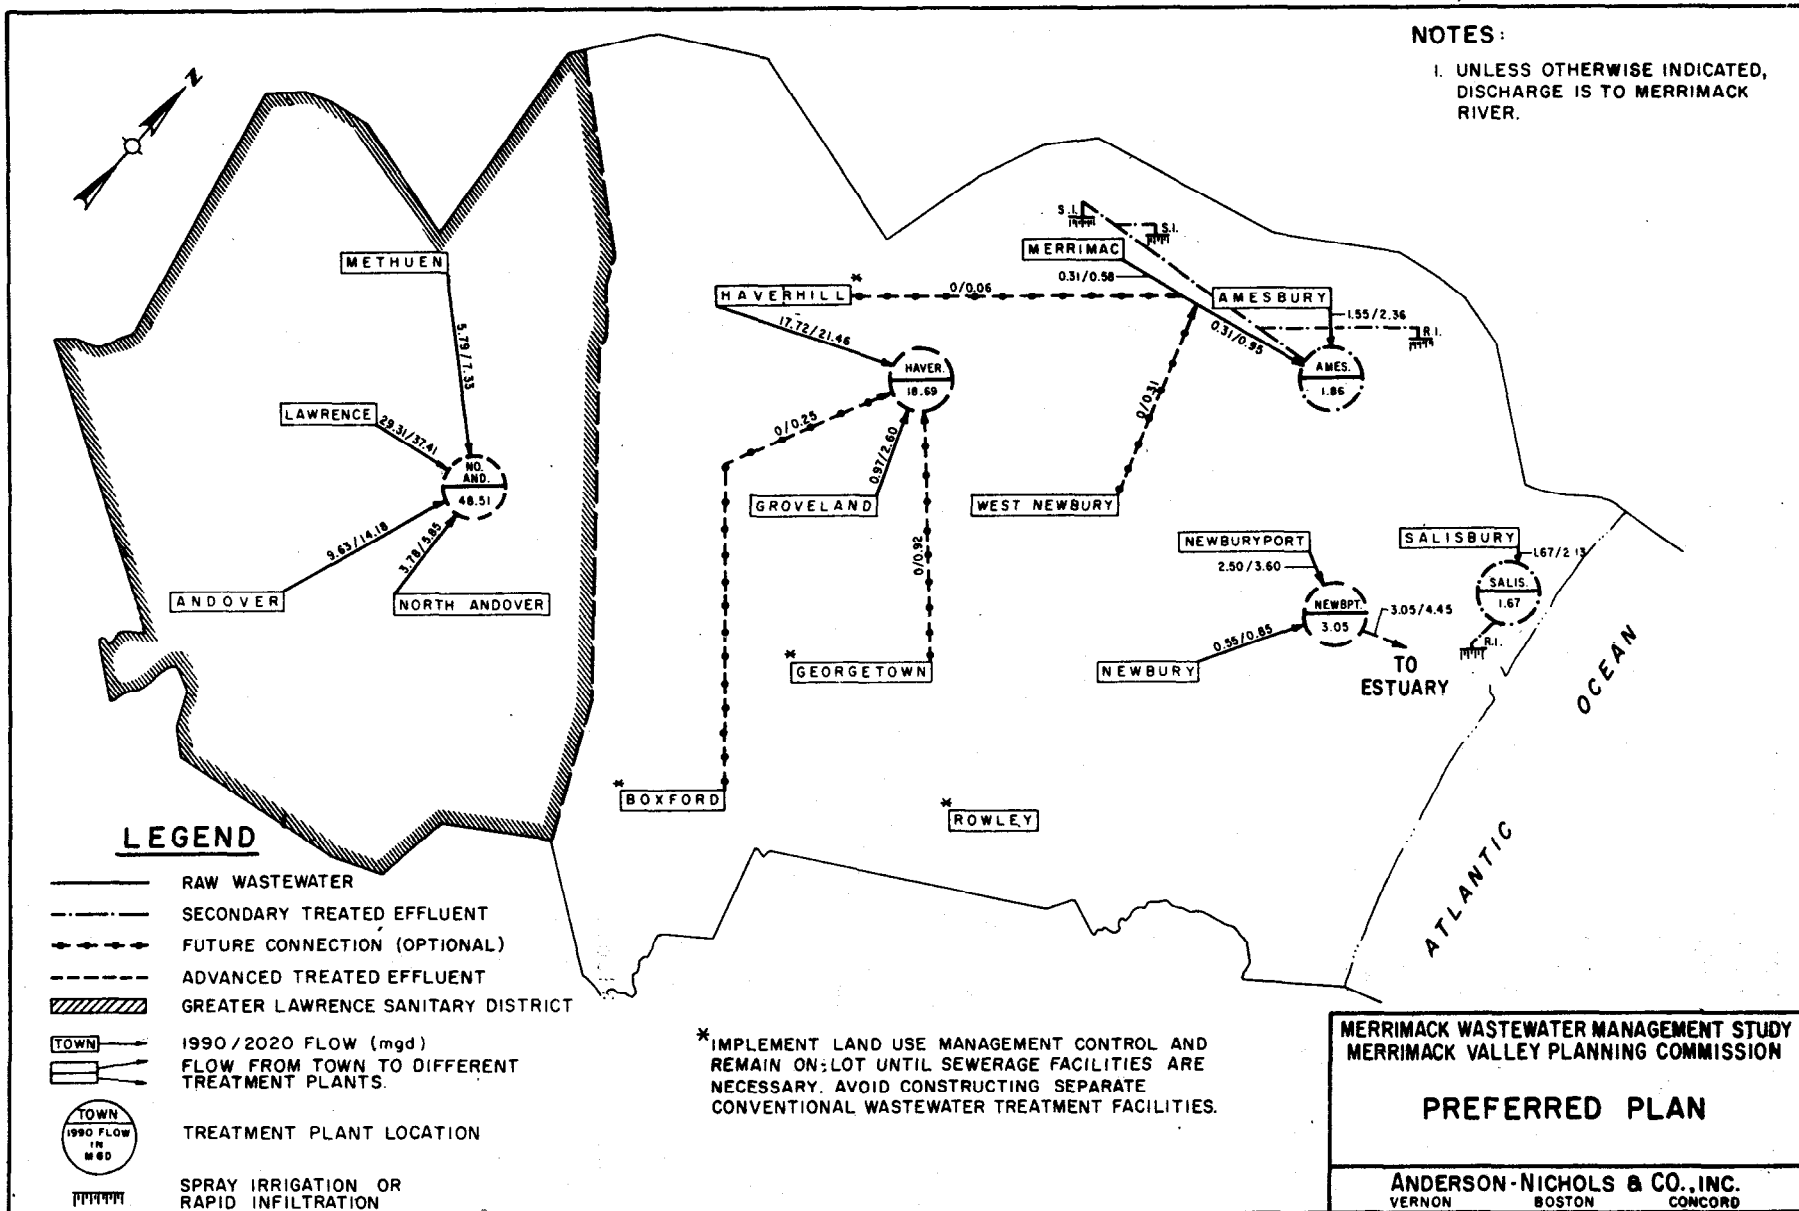 NOTES:
1. UNLESS OTHERWISE INDICATED,
DISCHARGE IS TO MERRIMACK
RIVER.
N
METHUEN
5.79/7.33
LAWRENCE
29.31/37.41
NO.
AND.
48.51
9.63/14.18
3.78/5.85
ANDOVER
NORTH ANDOVER
*
HAVERHILL
0/0.06
17.72/21.46
HAVER.
18.69
0/0.25
0.97/2.60
GROVELAND
0/0.92
*
GEORGETOWN
*
BOXFORD
*
ROWLEY
S.I.
S.I.
MERRIMAC
0.31/0.58
AMESBURY
1.55/2.36
R.I.
0.31/0.95
AMES.
1.86
0/0.31
WEST NEWBURY
NEWBURYPORT
2.50/3.60
NEWBPT.
3.05
3.05/4.45
0.55/0.85
NEWBURY
TO
ESTUARY
SALISBURY
1.67/2.13
SALIS.
1.67
R.I.
ATLANTIC OCEAN
LEGEND
RAW WASTEWATER
SECONDARY TREATED EFFLUENT
FUTURE CONNECTION (OPTIONAL)
ADVANCED TREATED EFFLUENT
GREATER LAWRENCE SANITARY DISTRICT
TOWN 1990/2020 FLOW (mgd)
FLOW FROM TOWN TO DIFFERENT
TREATMENT PLANTS.
TOWN
1990 FLOW
IN
MGD
TREATMENT PLANT LOCATION
SPRAY IRRIGATION OR
RAPID INFILTRATION
*IMPLEMENT LAND USE MANAGEMENT CONTROL AND
REMAIN ON-LOT UNTIL SEWERAGE FACILITIES ARE
NECESSARY. AVOID CONSTRUCTING SEPARATE
CONVENTIONAL WASTEWATER TREATMENT FACILITIES.
MERRIMACK WASTEWATER MANAGEMENT STUDY
MERRIMACK VALLEY PLANNING COMMISSION
PREFERRED PLAN
ANDERSON-NICHOLS & CO., INC.
VERNON BOSTON CONCORD